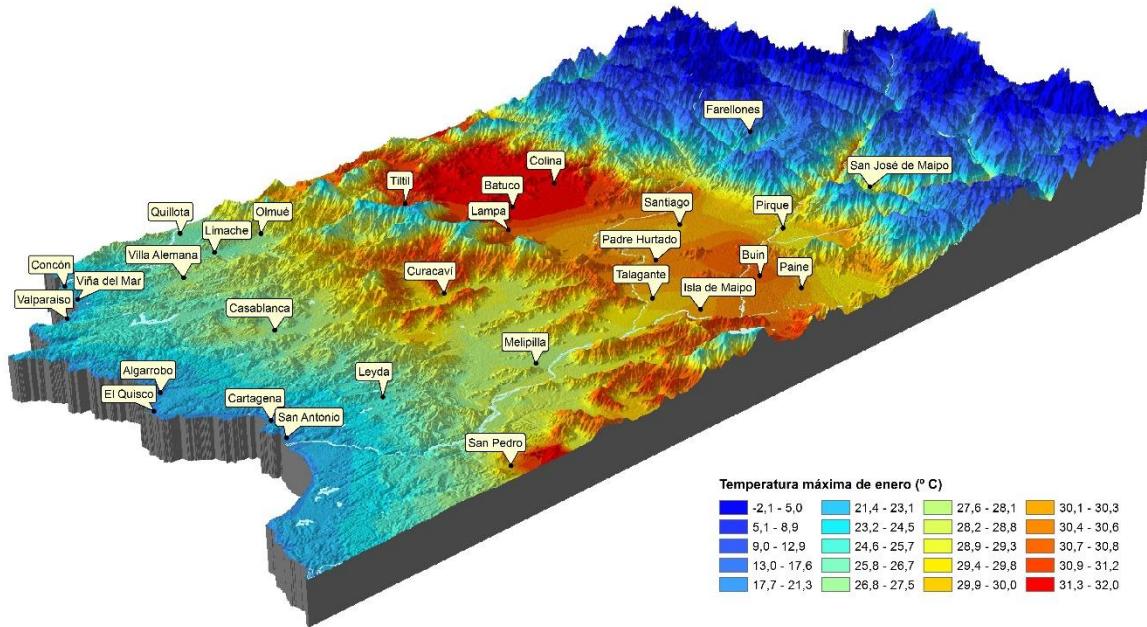 Farellones
Colina
San José de Maipo
Tiltil
Batuco
Santiago
Pirque
Quillota
Olmué
Lampa
Limache
Padre Hurtado
Villa Alemana
Buin
Concón
Curacaví
Talagante
Paine
Viña del Mar
Isla de Maipo
Valparaiso
Casablanca
Melipilla
Algarrobo
Leyda
El Quisco
Cartagena
San Antonio
San Pedro
Temperatura máxima de enero (º C)
-2,1 - 5,0
5,1 - 8,9
9,0 - 12,9
13,0 - 17,6
17,7 - 21,3
21,4 - 23,1
23,2 - 24,5
24,6 - 25,7
25,8 - 26,7
26,8 - 27,5
27,6 - 28,1
28,2 - 28,8
28,9 - 29,3
29,4 - 29,8
29,9 - 30,0
30,1 - 30,3
30,4 - 30,6
30,7 - 30,8
30,9 - 31,2
31,3 - 32,0